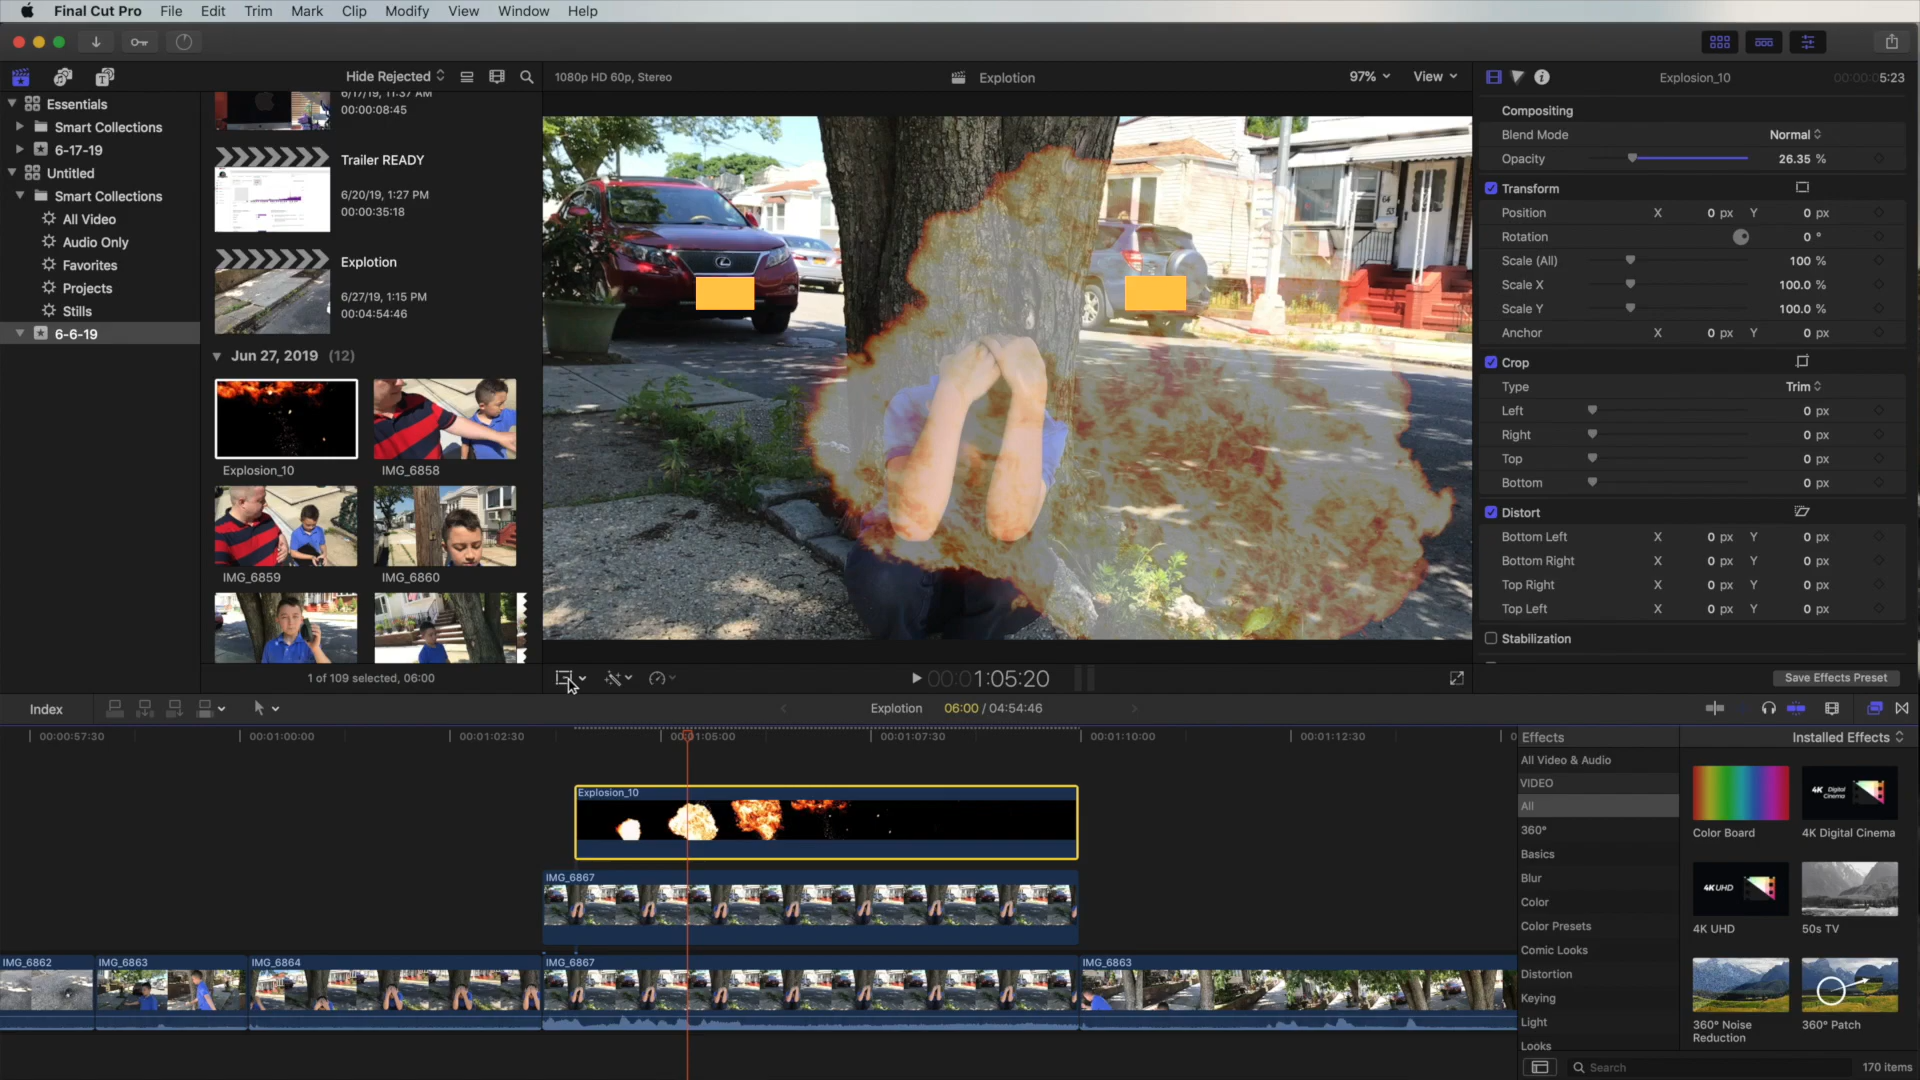 Final Cut Pro File Edit Trim Mark Clip Modify View Window Help
Hide Rejected
1080p HD 60p, Stereo
Explotion
97%
View
Explosion_10
00:00:05:23
Essentials
Smart Collections
6-17-19
Untitled
Smart Collections
All Video
Audio Only
Favorites
Projects
Stills
6-6-19
6/17/19, 11:37 AM
00:00:08:45
Trailer READY
6/20/19, 1:27 PM
00:00:35:18
Explotion
6/27/19, 1:15 PM
00:04:54:46
Jun 27, 2019 (12)
Explosion_10
IMG_6858
IMG_6859
IMG_6860
1 of 109 selected, 06:00
00:01:05:20
Compositing
Blend Mode Normal
Opacity 26.35 %
Transform
Position X 0 px Y 0 px
Rotation 0 °
Scale (All) 100 %
Scale X 100.0 %
Scale Y 100.0 %
Anchor X 0 px Y 0 px
Crop
Type Trim
Left 0 px
Right 0 px
Top 0 px
Bottom 0 px
Distort
Bottom Left X 0 px Y 0 px
Bottom Right X 0 px Y 0 px
Top Right X 0 px Y 0 px
Top Left X 0 px Y 0 px
Stabilization
Save Effects Preset
Index
Explotion 06:00 / 04:54:46
00:00:57:30 00:01:00:00 00:01:02:30 00:01:05:00 00:01:07:30 00:01:10:00 00:01:12:30
Explosion_10
IMG_6867
IMG_6862 IMG_6863 IMG_6864 IMG_6867 IMG_6863
Effects
Installed Effects
All Video & Audio
VIDEO
All
360°
Basics
Blur
Color
Color Presets
Comic Looks
Distortion
Keying
Light
Looks
4K Digital Cinema
Color Board
4K Digital Cinema
4K UHD
4K UHD
50s TV
360° Noise
Reduction
360° Patch
Search
170 items